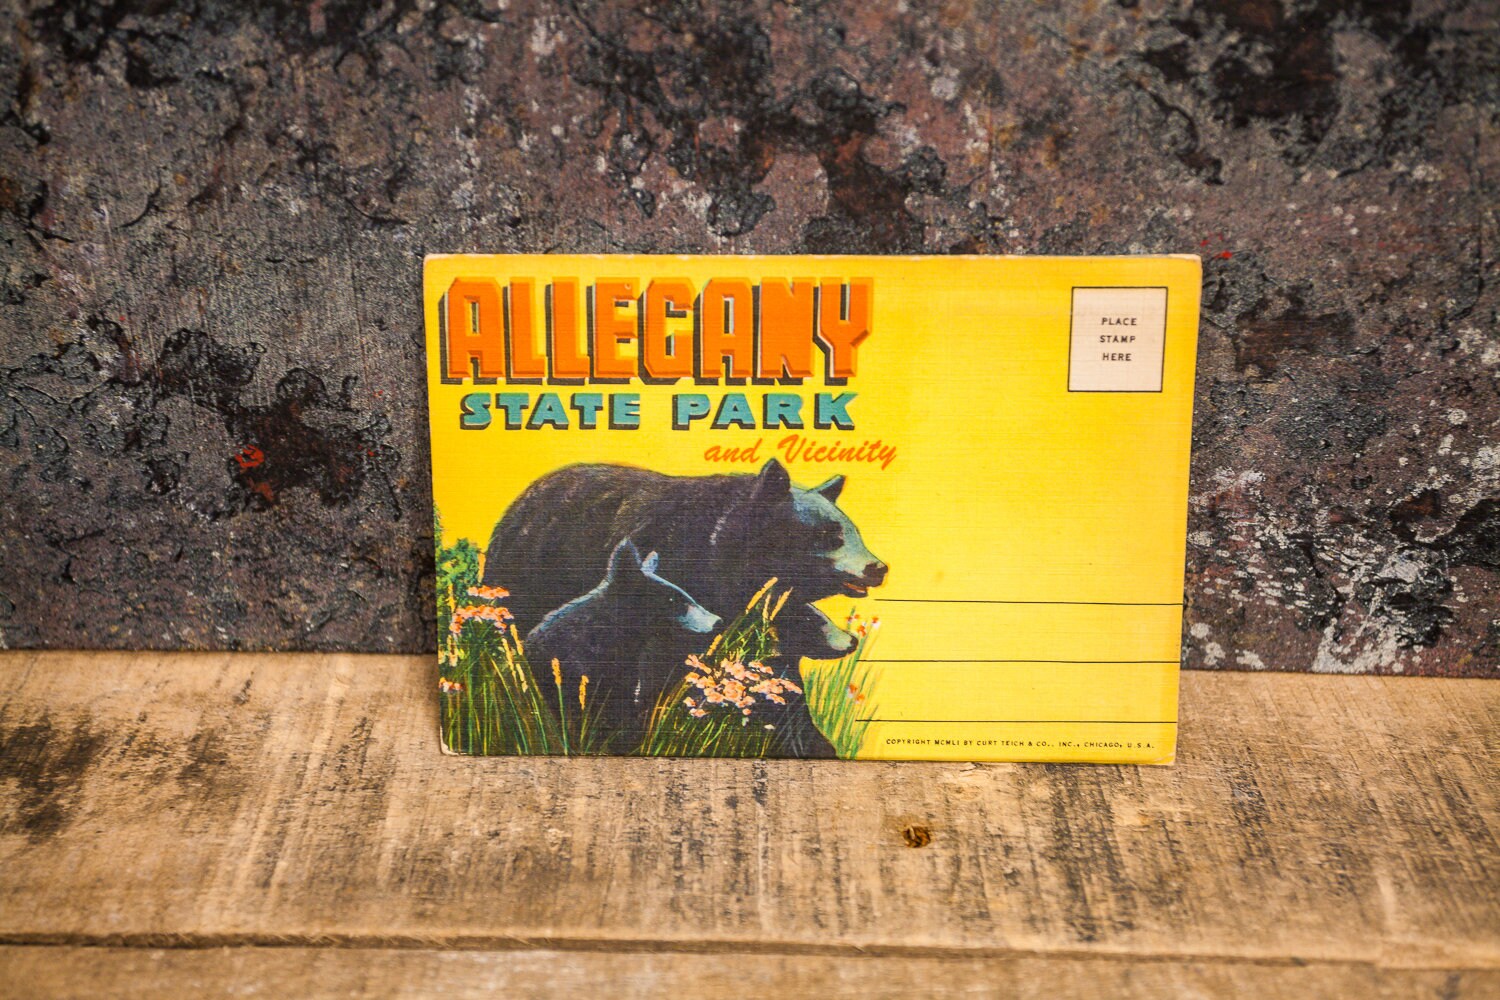 ALLEGANY
STATE PARK
and Vicinity
PLACE
STAMP
HERE
COPYRIGHT MCMLI BY CURT TEICH & CO., INC., CHICAGO, U.S.A.